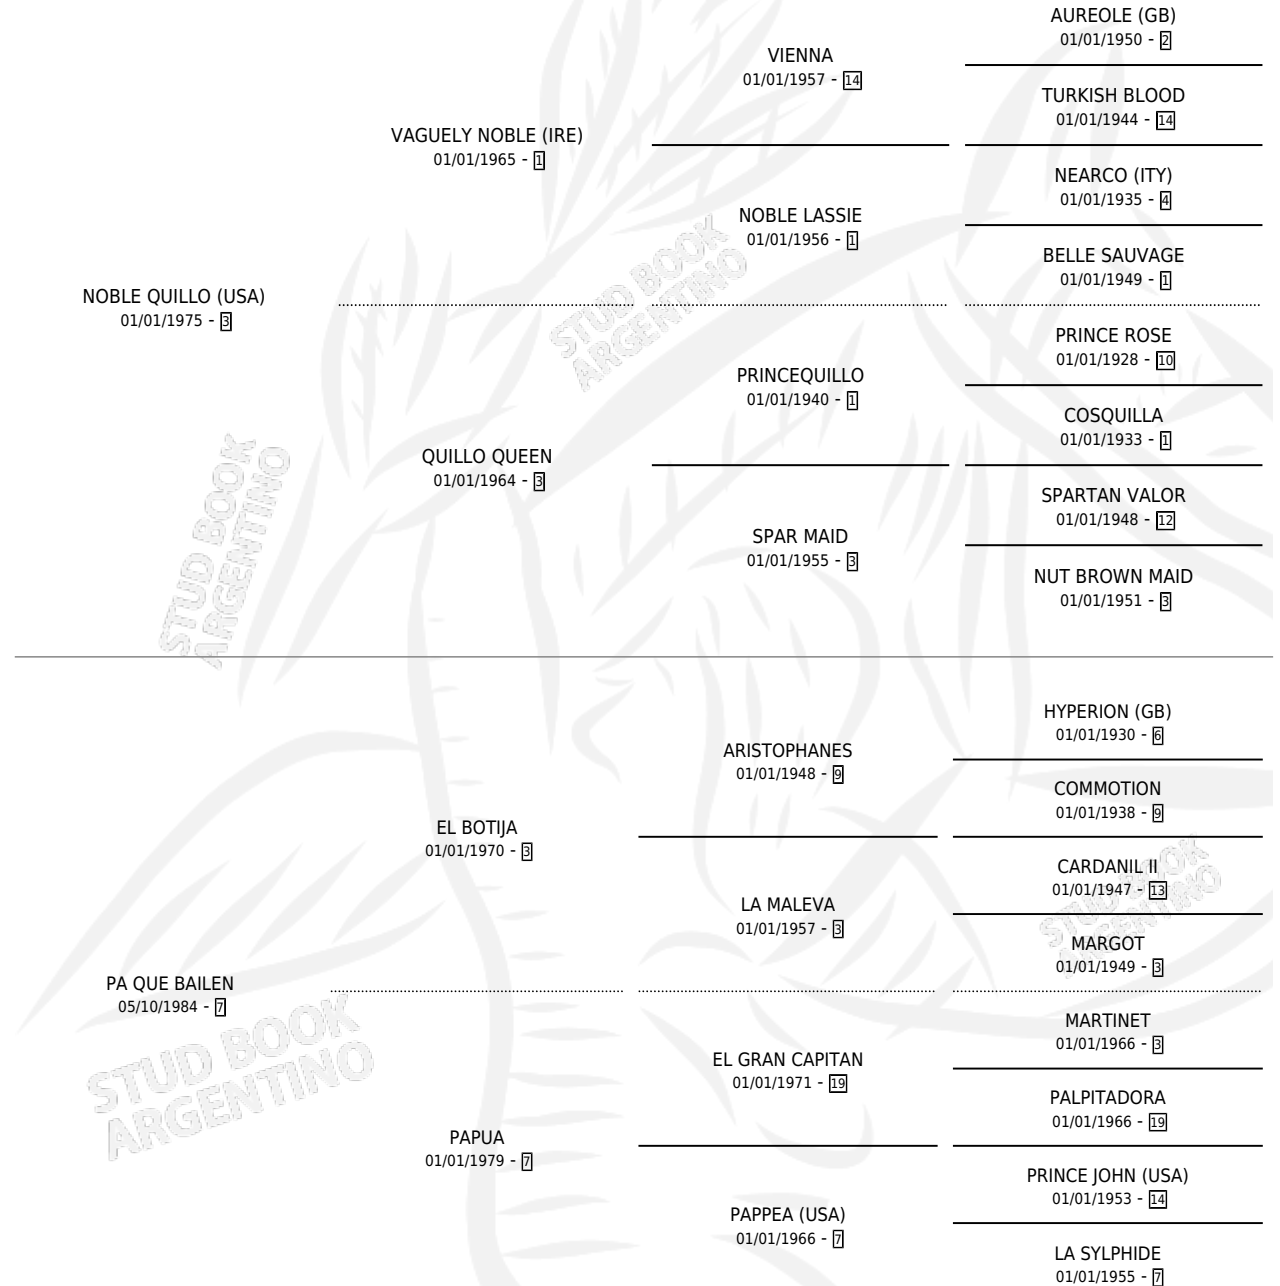 AUREOLE (GB)
01/01/1950 - 2
VIENNA
01/01/1957 - 14
TURKISH BLOOD
01/01/1944 - 14
VAGUELY NOBLE (IRE)
01/01/1965 - 1
NEARCO (ITY)
01/01/1935 - 4
NOBLE LASSIE
01/01/1956 - 1
BELLE SAUVAGE
01/01/1949 - 1
NOBLE QUILLO (USA)
01/01/1975 - 3
PRINCE ROSE
01/01/1928 - 10
PRINCEQUILLO
01/01/1940 - 1
COSQUILLA
01/01/1933 - 1
QUILLO QUEEN
01/01/1964 - 3
SPARTAN VALOR
01/01/1948 - 12
SPAR MAID
01/01/1955 - 3
NUT BROWN MAID
01/01/1951 - 3
HYPERION (GB)
01/01/1930 - 6
ARISTOPHANES
01/01/1948 - 9
COMMOTION
01/01/1938 - 9
EL BOTIJA
01/01/1970 - 3
CARDANIL II
01/01/1947 - 13
LA MALEVA
01/01/1957 - 3
MARGOT
01/01/1949 - 3
PA QUE BAILEN
05/10/1984 - 7
MARTINET
01/01/1966 - 3
EL GRAN CAPITAN
01/01/1971 - 19
PALPITADORA
01/01/1966 - 19
PAPUA
01/01/1979 - 7
PRINCE JOHN (USA)
01/01/1953 - 14
PAPPEA (USA)
01/01/1966 - 7
LA SYLPHIDE
01/01/1955 - 7
STUD BOOK
ARGENTINO
STUD BOOK
ARGENTINO
STUD BOOK
ARGENTINO
STUD BOOK
ARGENTINO